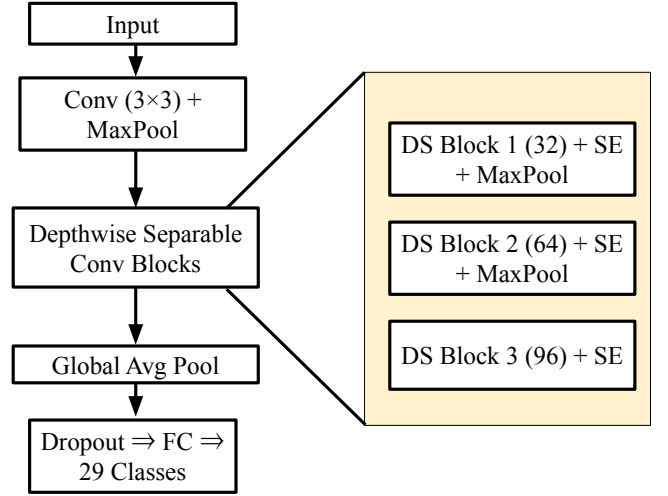 Input
Conv (3×3) +
MaxPool
Depthwise Separable
Conv Blocks
Global Avg Pool
Dropout ⇒ FC ⇒
29 Classes
DS Block 1 (32) + SE
+ MaxPool
DS Block 2 (64) + SE
+ MaxPool
DS Block 3 (96) + SE